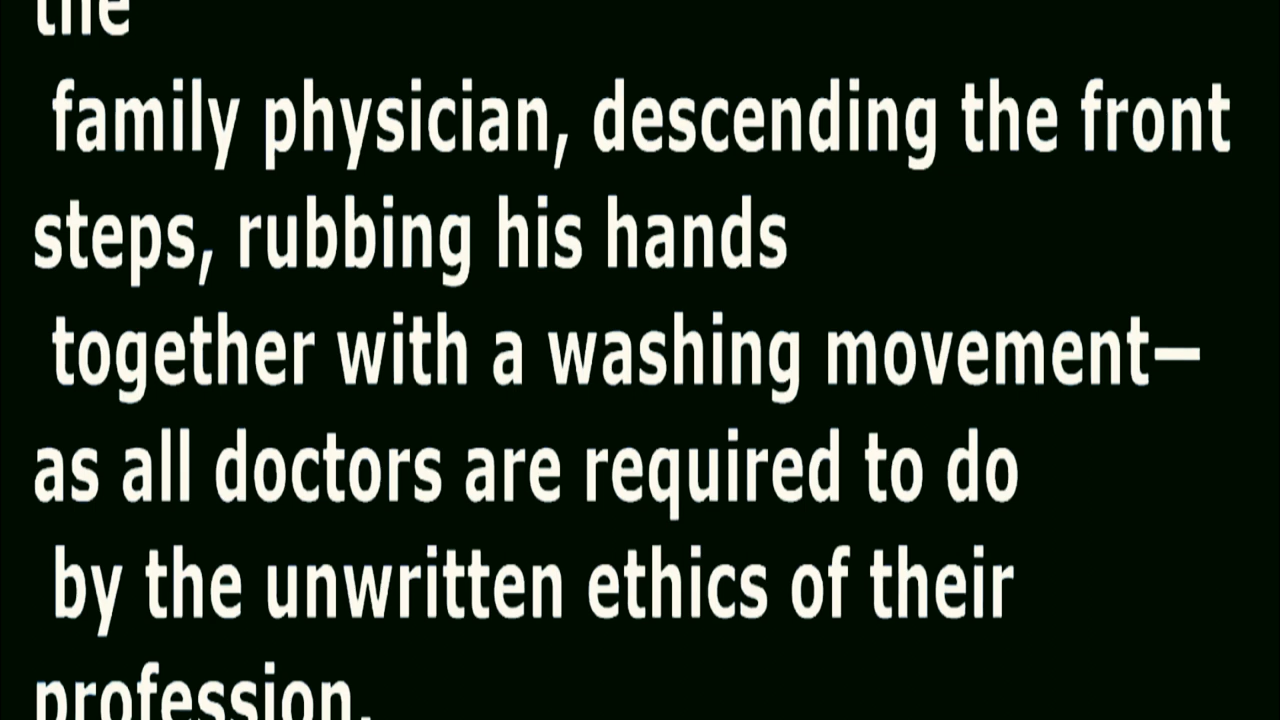 the
family physician, descending the front
steps, rubbing his hands
together with a washing movement—
as all doctors are required to do
by the unwritten ethics of their
profession.